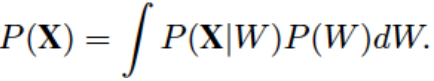 P(𝐗) = ∫ P(𝐗|W)P(W)dW.